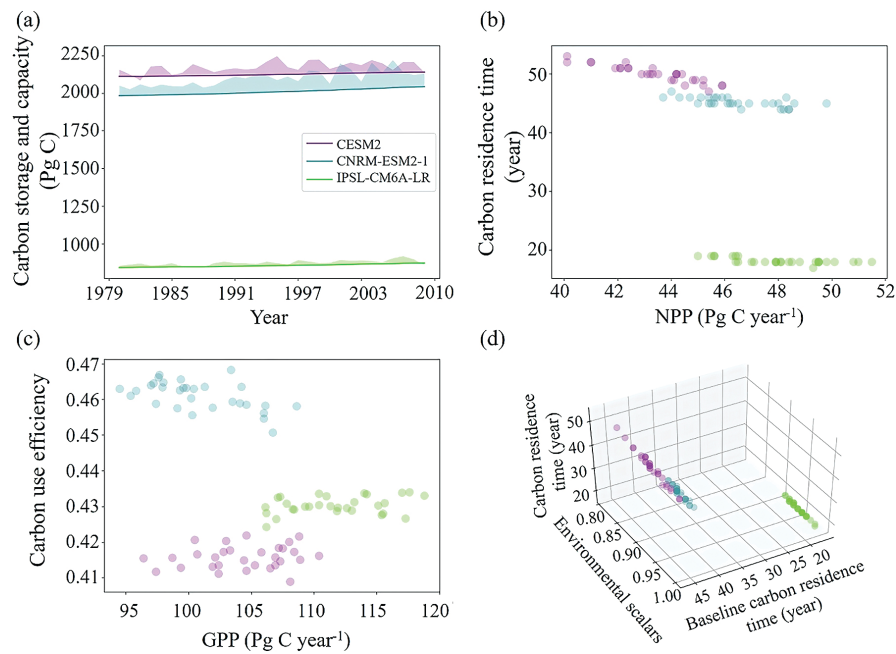 (a)
Carbon storage and capacity
(Pg C)
2250
2000
1750
1500
1250
1000
CESM2
CNRM-ESM2-1
IPSL-CM6A-LR
1979
1985
1991
1997
2003
2010
Year
(b)
Carbon residence time
(year)
50
40
30
20
40
42
44
46
48
50
52
NPP (Pg C year⁻¹)
(c)
Carbon use efficiency
0.47
0.46
0.45
0.44
0.43
0.42
0.41
95
100
105
110
115
120
GPP (Pg C year⁻¹)
(d)
Carbon residence
time (year)
50
40
30
20
0.80
0.85
0.90
0.95
1.00
Environmental scalars
45
40
35
30
25
20
Baseline carbon residence
time (year)